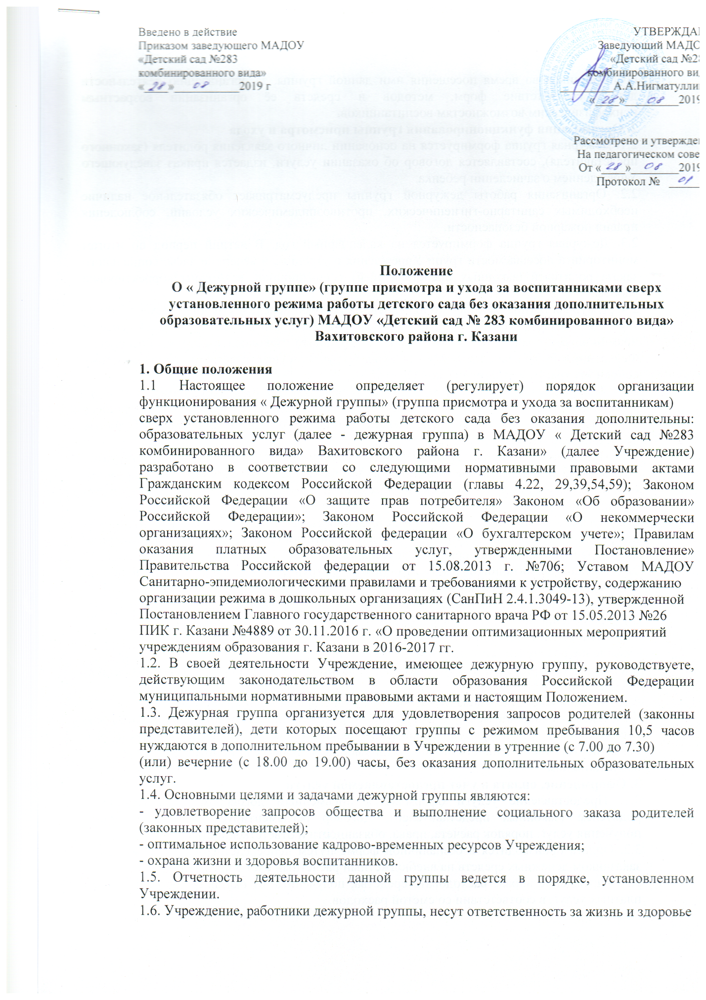 Введено в действие
Приказом заведующего МАДОУ
«Детский сад №283
комбинированного вида»
« 28 » 08 2019 г
УТВЕРЖДАЮ
Заведующий МАДО
«Детский сад №28
комбинированного вид
А.А.Нигматуллин
« 28 » 08 2019
Рассмотрено и утвержден
На педагогическом сове
От « 28 » 08 2019
Протокол № 01
Положение
О « Дежурной группе» (группе присмотра и ухода за воспитанниками сверх
установленного режима работы детского сада без оказания дополнительных
образовательных услуг) МАДОУ «Детский сад № 283 комбинированного вида»
Вахитовского района г. Казани
1. Общие положения
1.1 Настоящее положение определяет (регулирует) порядок организации
функционирования « Дежурной группы» (группа присмотра и ухода за воспитанникам)
сверх установленного режима работы детского сада без оказания дополнительны:
образовательных услуг (далее - дежурная группа) в МАДОУ « Детский сад №283
комбинированного вида» Вахитовского района г. Казани» (далее Учреждение)
разработано в соответствии со следующими нормативными правовыми актами
Гражданским кодексом Российской Федерации (главы 4.22, 29,39,54,59); Законом
Российской Федерации «О защите прав потребителя» Законом «Об образовании»
Российской Федерации»; Законом Российской Федерации «О некоммерчески
организациях»; Законом Российской федерации «О бухгалтерском учете»; Правилам
оказания платных образовательных услуг, утвержденными Постановление»
Правительства Российской федерации от 15.08.2013 г. №706; Уставом МАДОУ
Санитарно-эпидемиологическими правилами и требованиями к устройству, содержанию
организации режима в дошкольных организациях (СанПиН 2.4.1.3049-13), утвержденной
Постановлением Главного государственного санитарного врача РФ от 15.05.2013 №26
ПИК г. Казани №4889 от 30.11.2016 г. «О проведении оптимизационных мероприятий
учреждениям образования г. Казани в 2016-2017 гг.
1.2. В своей деятельности Учреждение, имеющее дежурную группу, руководствуете,
действующим законодательством в области образования Российской Федерации
муниципальными нормативными правовыми актами и настоящим Положением.
1.3. Дежурная группа организуется для удовлетворения запросов родителей (законны
представителей), дети которых посещают группы с режимом пребывания 10,5 часов
нуждаются в дополнительном пребывании в Учреждении в утренние (с 7.00 до 7.30)
(или) вечерние (с 18.00 до 19.00) часы, без оказания дополнительных образовательных
услуг.
1.4. Основными целями и задачами дежурной группы являются:
- удовлетворение запросов общества и выполнение социального заказа родителей
(законных представителей);
- оптимальное использование кадрово-временных ресурсов Учреждения;
- охрана жизни и здоровья воспитанников.
1.5. Отчетность деятельности данной группы ведется в порядке, установленном
Учреждении.
1.6. Учреждение, работники дежурной группы, несут ответственность за жизнь и здоровье